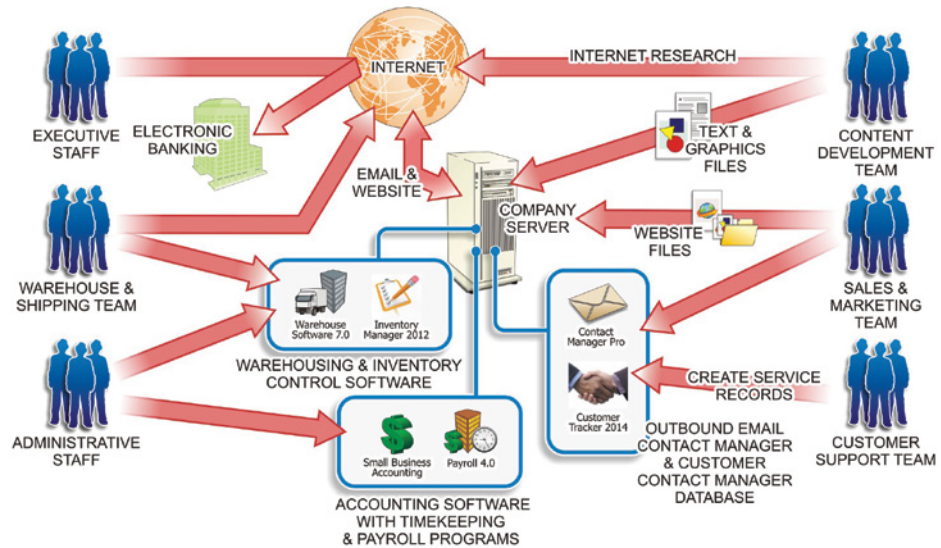 INTERNET
INTERNET RESEARCH
EXECUTIVE
STAFF
ELECTRONIC
BANKING
TEXT &
GRAPHICS
FILES
CONTENT
DEVELOPMENT
TEAM
EMAIL &
WEBSITE
COMPANY
SERVER
WEBSITE
FILES
WAREHOUSE &
SHIPPING TEAM
SALES &
MARKETING
TEAM
Warehouse
Software 7.0
Inventory
Manager 2012
WAREHOUSING & INVENTORY
CONTROL SOFTWARE
Contact
Manager Pro
CREATE SERVICE
RECORDS
Customer
Tracker 2014
ADMINISTRATIVE
STAFF
Small Business
Accounting
Payroll 4.0
OUTBOUND EMAIL
CONTACT MANAGER
& CUSTOMER
CONTACT MANAGER
DATABASE
CUSTOMER
SUPPORT TEAM
ACCOUNTING SOFTWARE
WITH TIMEKEEPING
& PAYROLL PROGRAMS